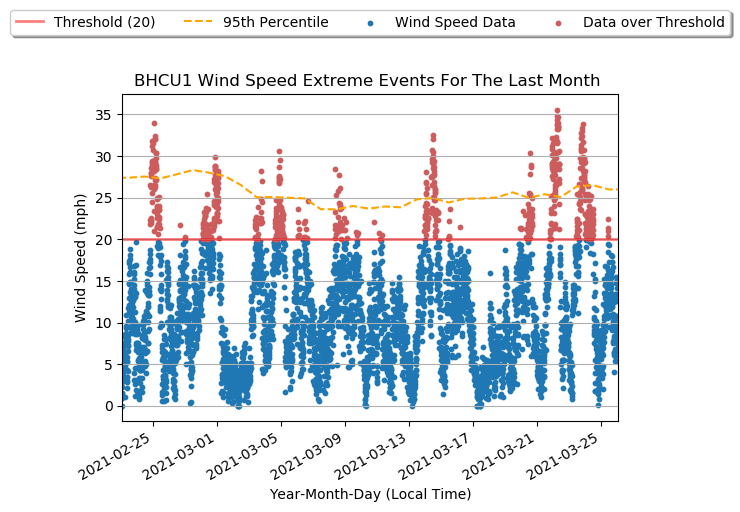 Threshold (20) 95th Percentile Wind Speed Data Data over Threshold
BHCU1 Wind Speed Extreme Events For The Last Month
Wind Speed (mph)
35
30
25
20
15
10
5
0
2021-02-25 2021-03-01 2021-03-05 2021-03-09 2021-03-13 2021-03-17 2021-03-21 2021-03-25
Year-Month-Day (Local Time)